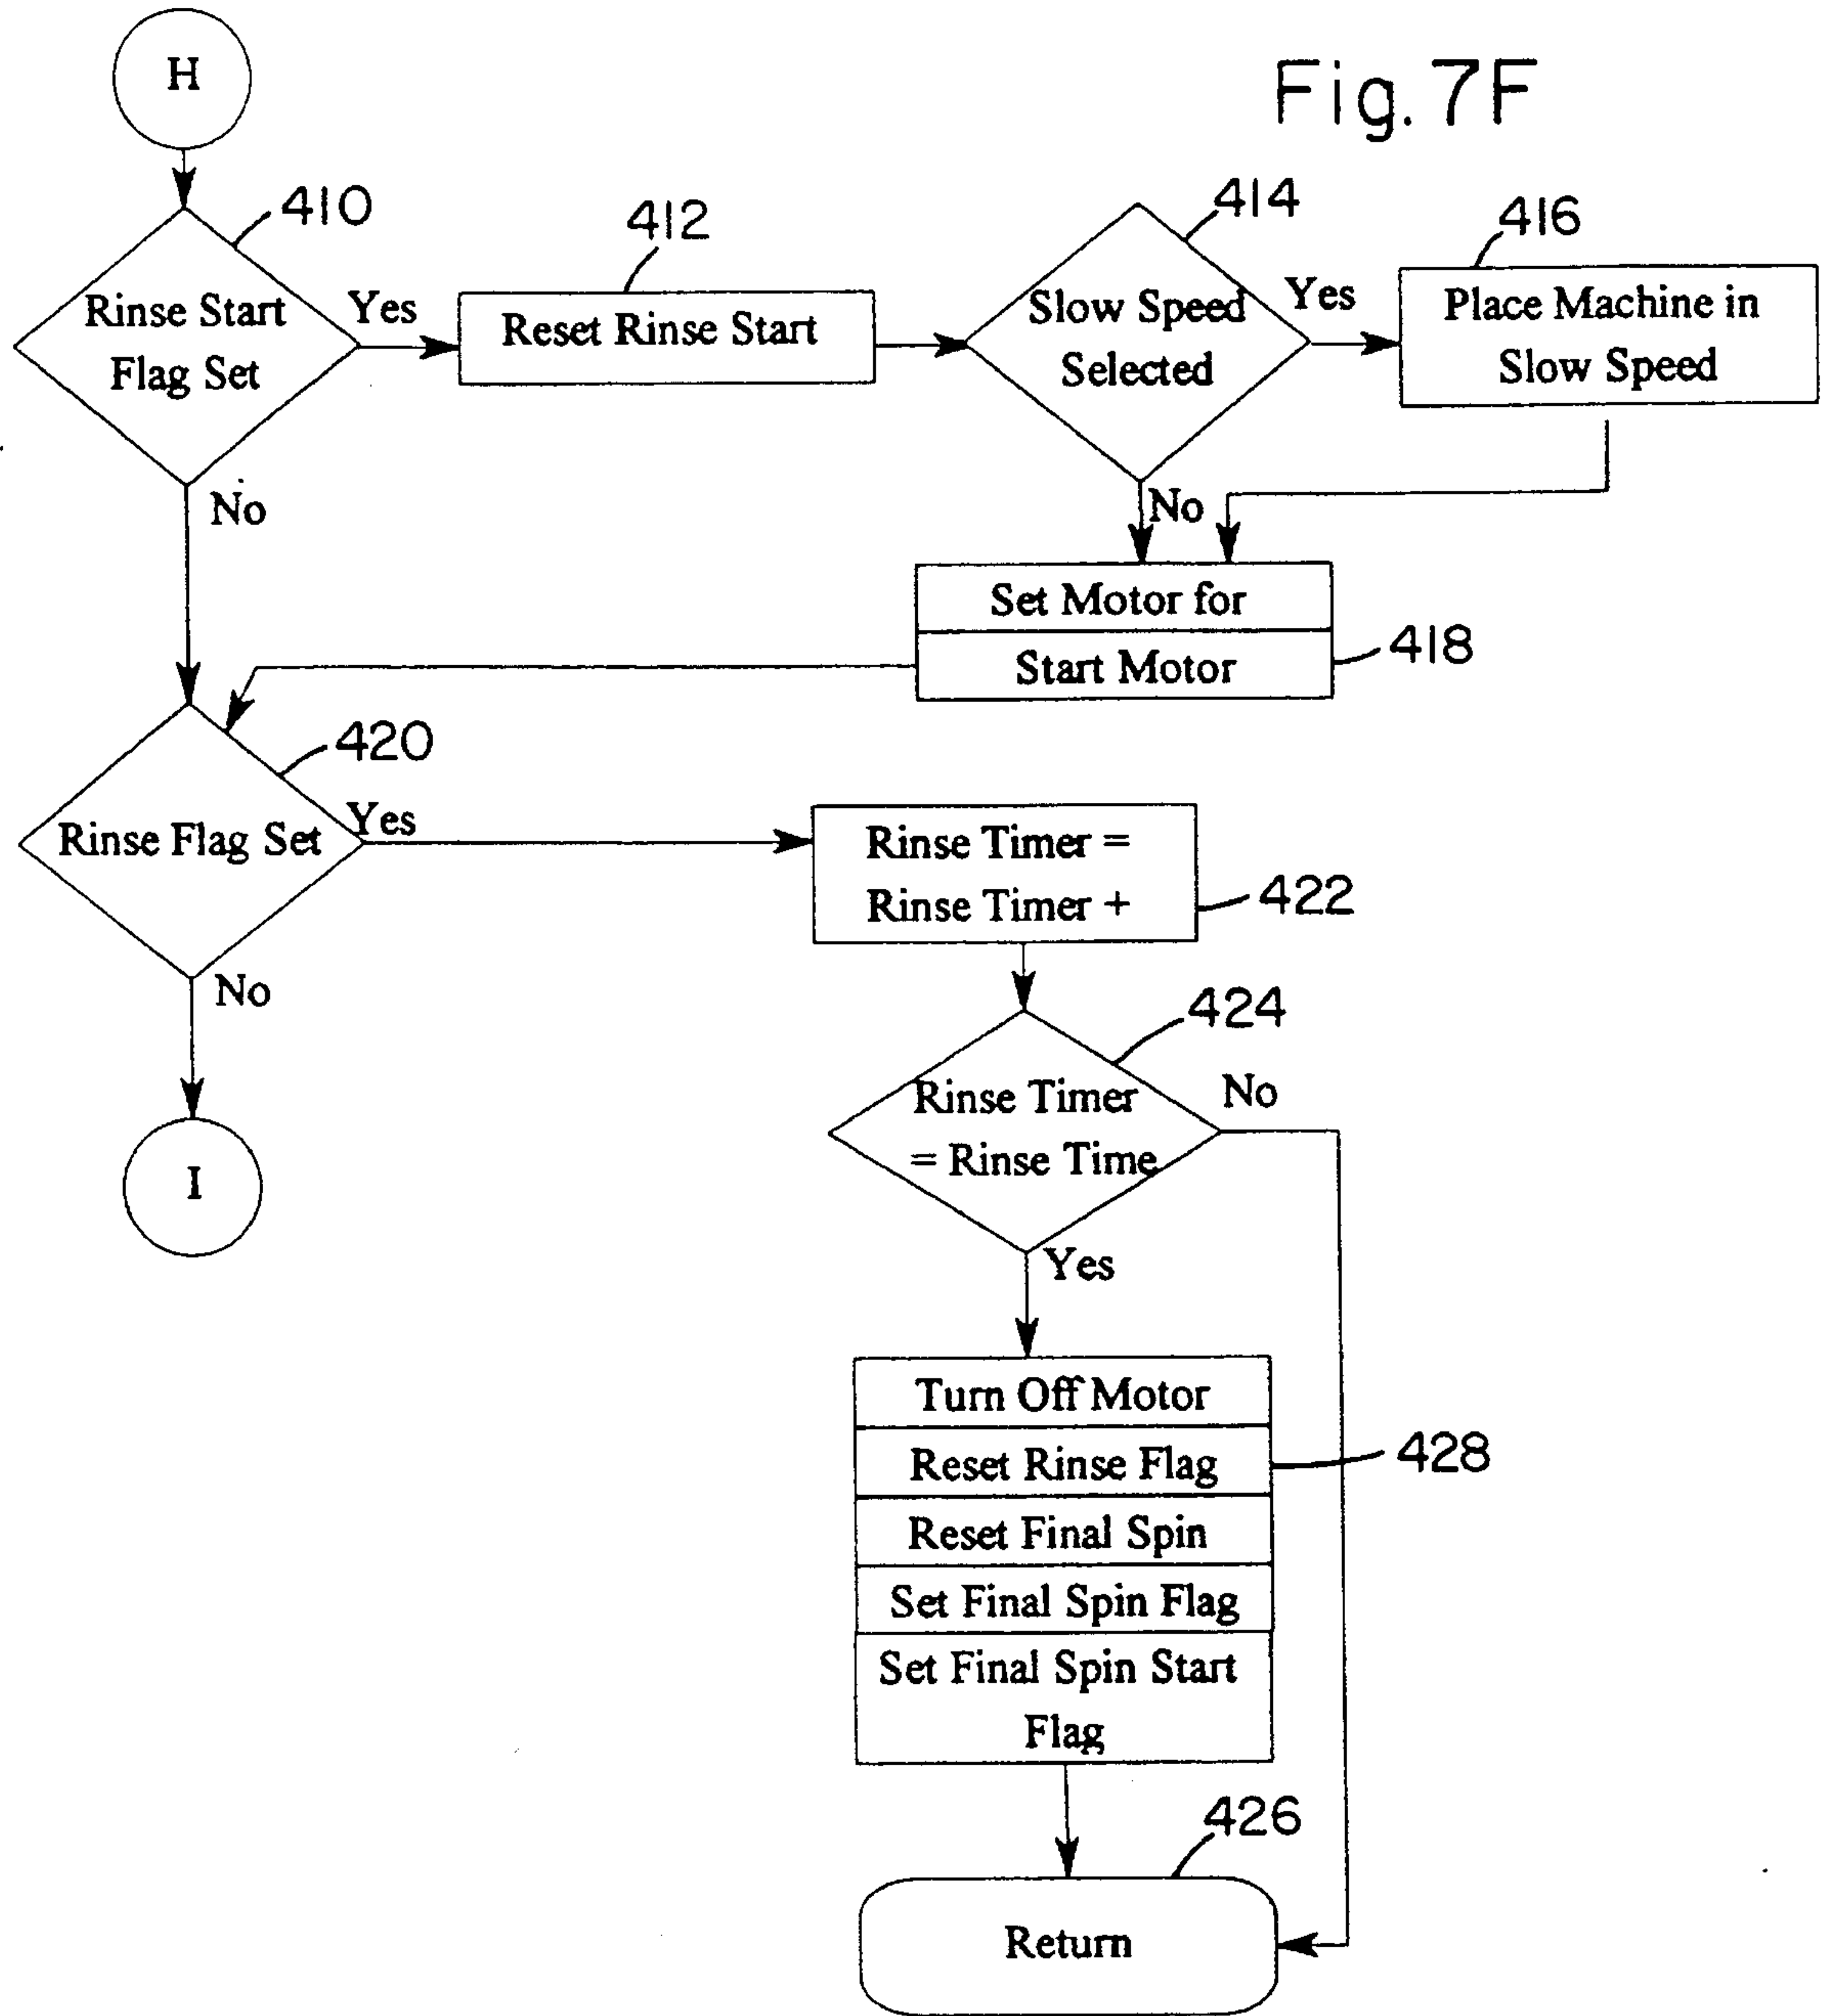 H
Fig. 7F
410
412
414
416
Rinse Start
Flag Set
Yes
Reset Rinse Start
Slow Speed
Selected
Yes
Place Machine in
Slow Speed
No
No
Set Motor for
Start Motor
418
420
Rinse Flag Set
Yes
Rinse Timer =
Rinse Timer +
422
No
424
Rinse Timer
= Rinse Time
No
I
Yes
Turn Off Motor
Reset Rinse Flag
428
Reset Final Spin
Set Final Spin Flag
Set Final Spin Start
Flag
426
Return